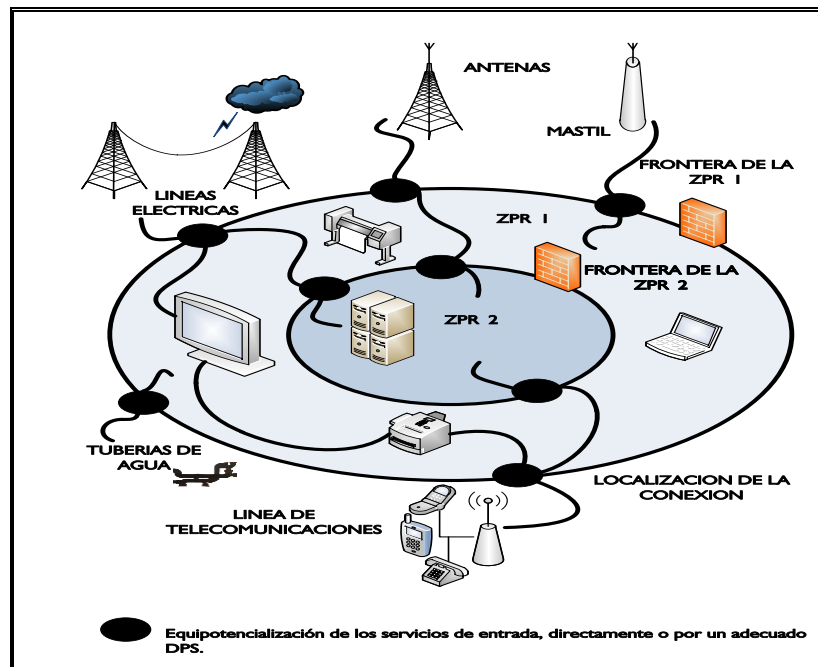 ANTENAS
MASTIL
FRONTERA DE LA
ZPR 1
LINEAS
ELECTRICAS
ZPR 1
FRONTERA DE LA
ZPR 2
ZPR 2
TUBERIAS DE
AGUA
LOCALIZACION DE LA
CONEXION
LINEA DE
TELECOMUNICACIONES
Equipotencialización de los servicios de entrada, directamente o por un adecuado
DPS.